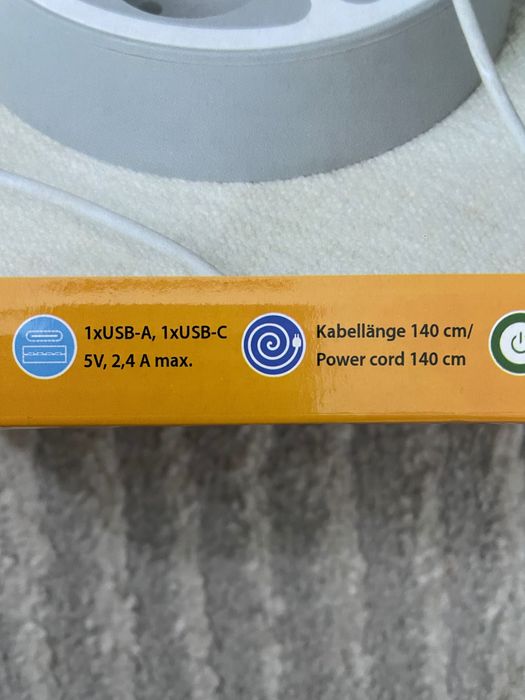 1xUSB-A, 1xUSB-C
5V, 2,4 A max.
Kabellänge 140 cm/
Power cord 140 cm